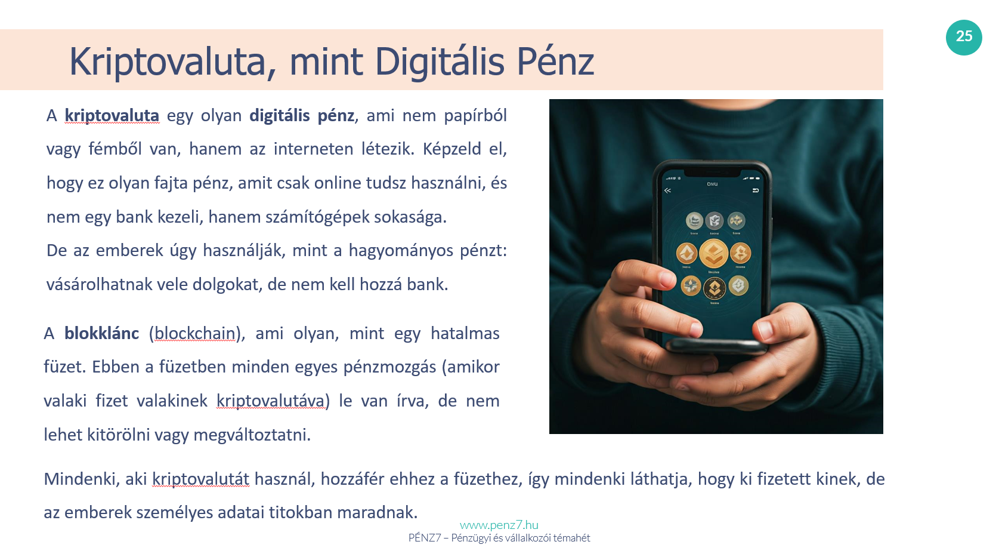 25
Kriptovaluta, mint Digitális Pénz
A kriptovaluta egy olyan digitális pénz, ami nem papírból
vagy fémből van, hanem az interneten létezik. Képzeld el,
hogy ez olyan fajta pénz, amit csak online tudsz használni, és
nem egy bank kezeli, hanem számítógépek sokasága.
De az emberek úgy használják, mint a hagyományos pénzt:
vásárolhatnak vele dolgokat, de nem kell hozzá bank.
A blokklánc (blockchain), ami olyan, mint egy hatalmas
füzet. Ebben a füzetben minden egyes pénzmozgás (amikor
valaki fizet valakinek kriptovalutáva) le van írva, de nem
lehet kitörölni vagy megváltoztatni.
Mindenki, aki kriptovalutát használ, hozzáfér ehhez a füzethez, így mindenki láthatja, hogy ki fizetett kinek, de
az emberek személyes adatai titokban maradnak.
www.penz7.hu
PÉNZ7 – Pénzügyi és vállalkozói témahét